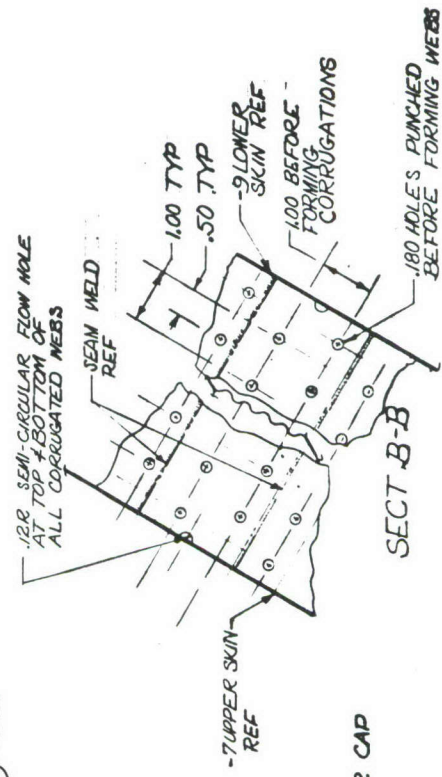 .12R. SEMI-CIRCULAR FLOW HOLE
AT TOP & BOTTOM OF
ALL CORRUGATED WEBS
SEAM WELD
REF
1.00 TYP
.50 TYP
-9 LOWER
SKIN REF
1.00 BEFORE
FORMING
CORRUGATIONS
.180 HOLES PUNCHED
BEFORE FORMING WEBS
-7 UPPER SKIN
REF
SECT B-B
CAP